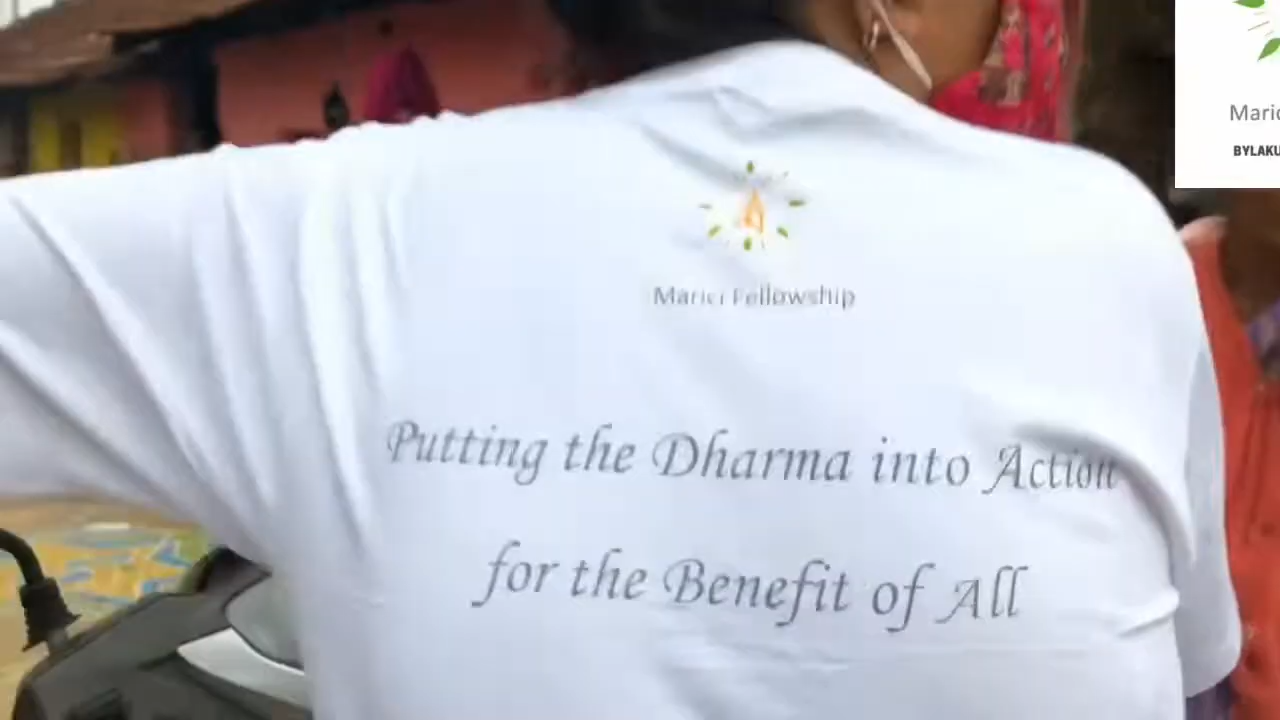 Marici Fellowship
Putting the Dharma into Action
for the Benefit of All